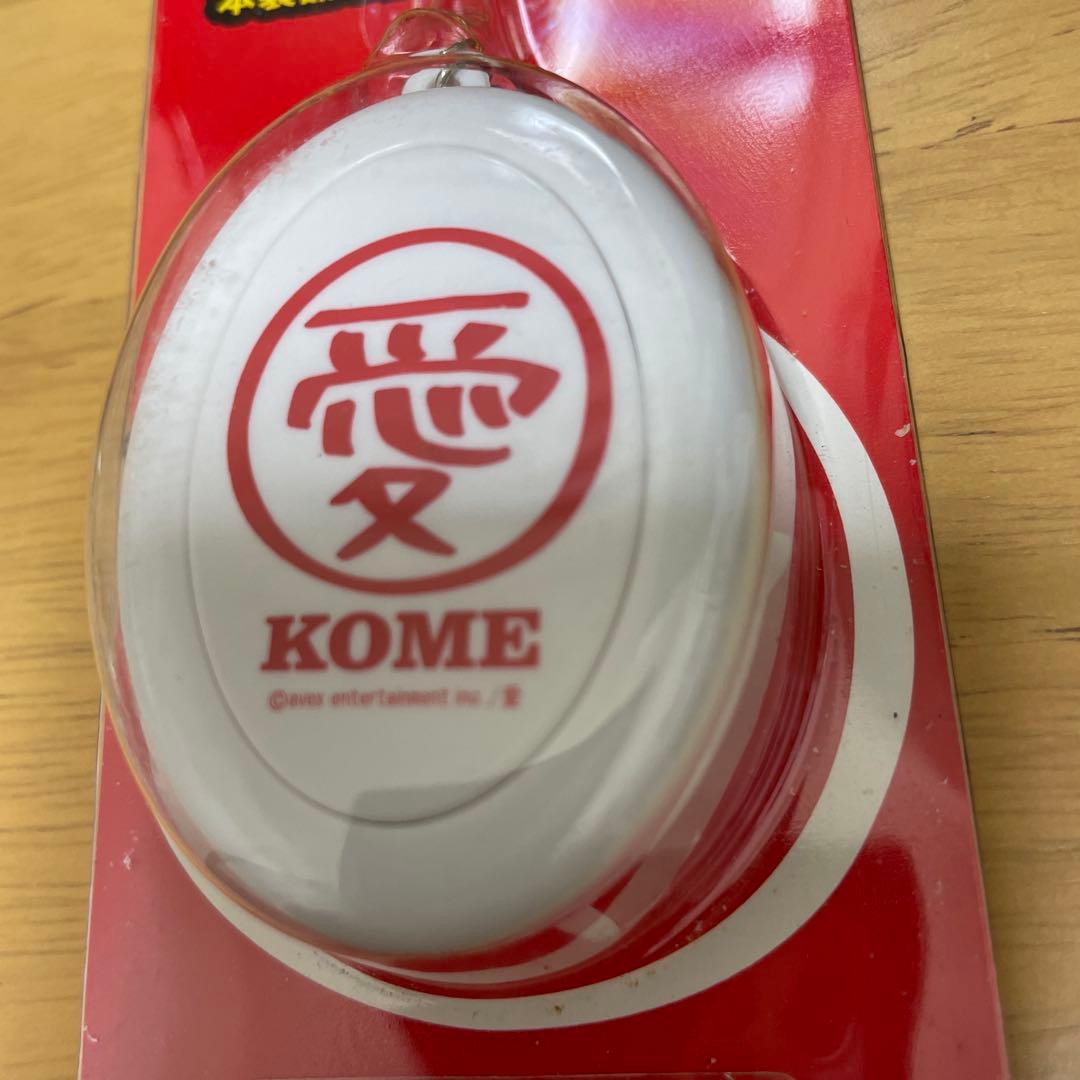 愛
KOME
©avex entertainment inc. / 愛